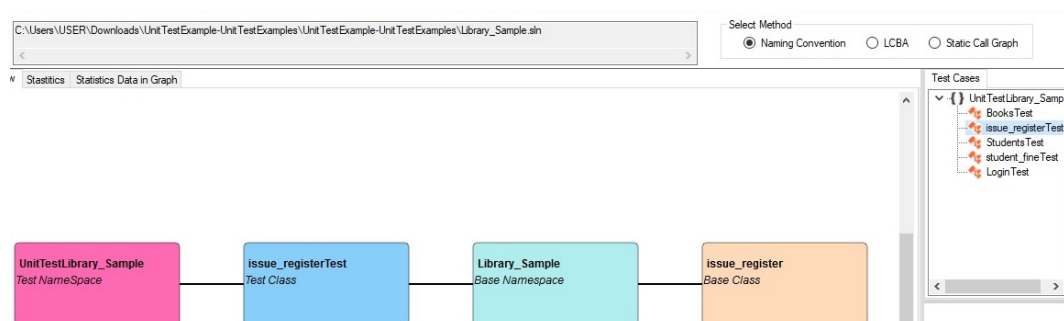 C:\Users\USER\Downloads\UnitTestExample-UnitTestExamples\UnitTestExample-UnitTestExamples\Library_Sample.sln
Select Method
Naming Convention LCBA Static Call Graph
w Stastitics Statistics Data in Graph
Test Cases
{ } UnitTestLibrary_Samp
BooksTest
issue_registerTest
StudentsTest
student_fineTest
LoginTest
UnitTestLibrary_Sample
Test NameSpace
issue_registerTest
Test Class
Library_Sample
Base Namespace
issue_register
Base Class